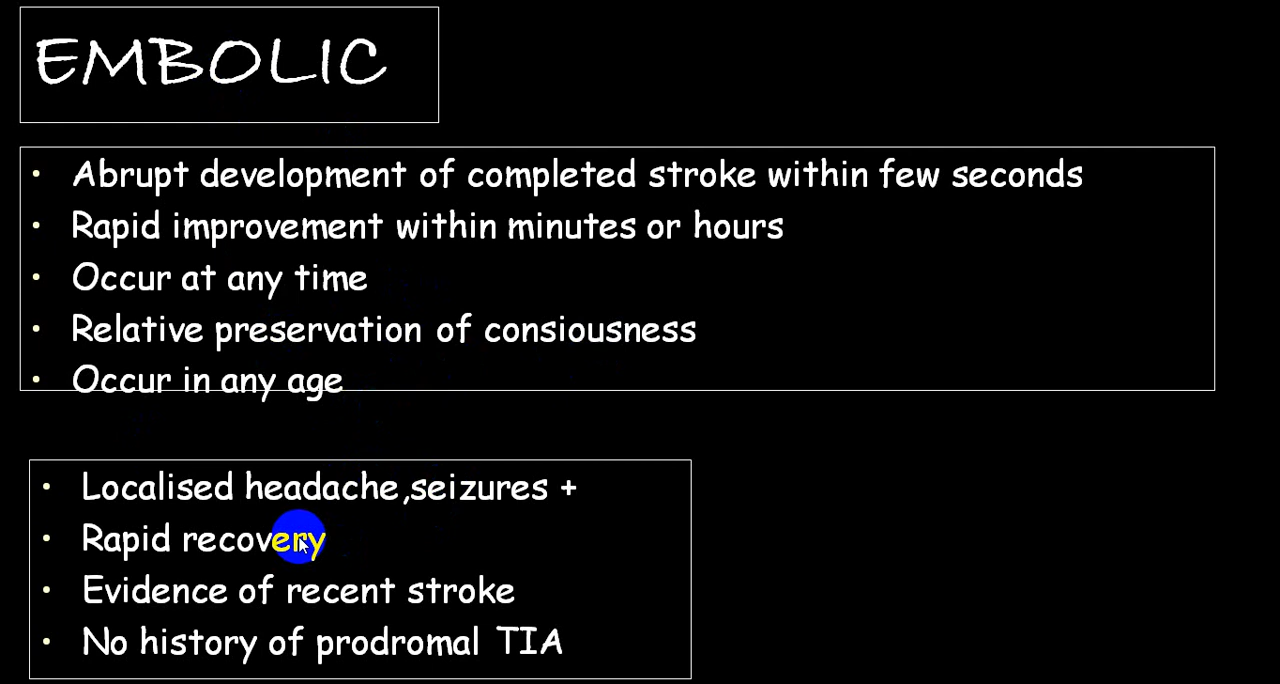 EMBOLIC
• Abrupt development of completed stroke within few seconds
• Rapid improvement within minutes or hours
• Occur at any time
• Relative preservation of consiousness
• Occur in any age
• Localised headache,seizures +
• Rapid recovery
• Evidence of recent stroke
• No history of prodromal TIA